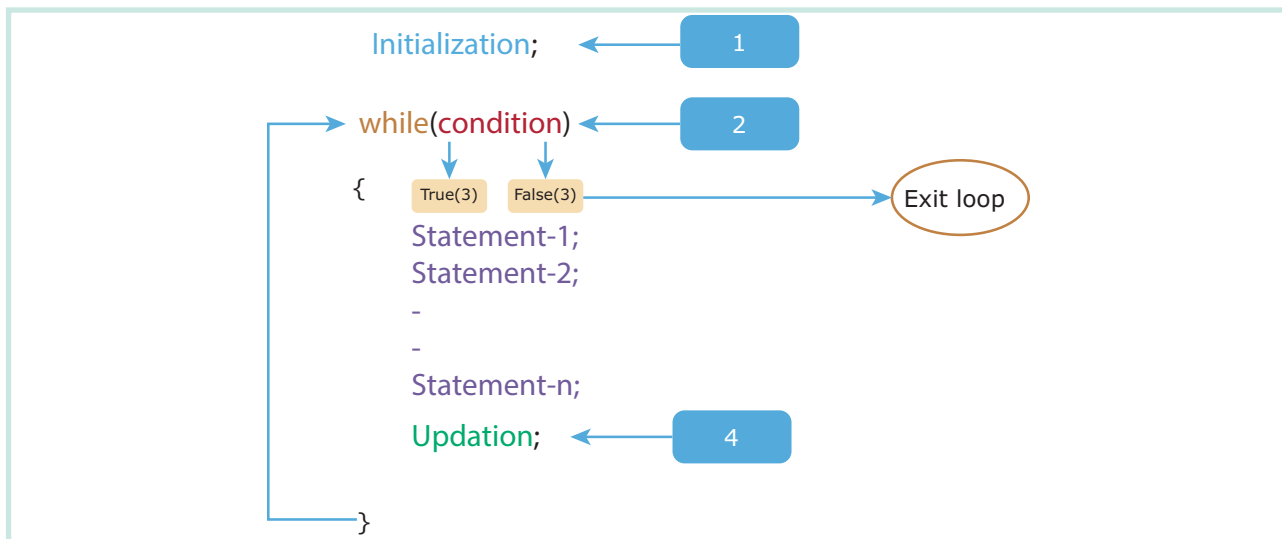 Initialization; 1
while(condition) 2
{ True(3) False(3) Exit loop
Statement-1;
Statement-2;
-
-
Statement-n;
Updation; 4
}